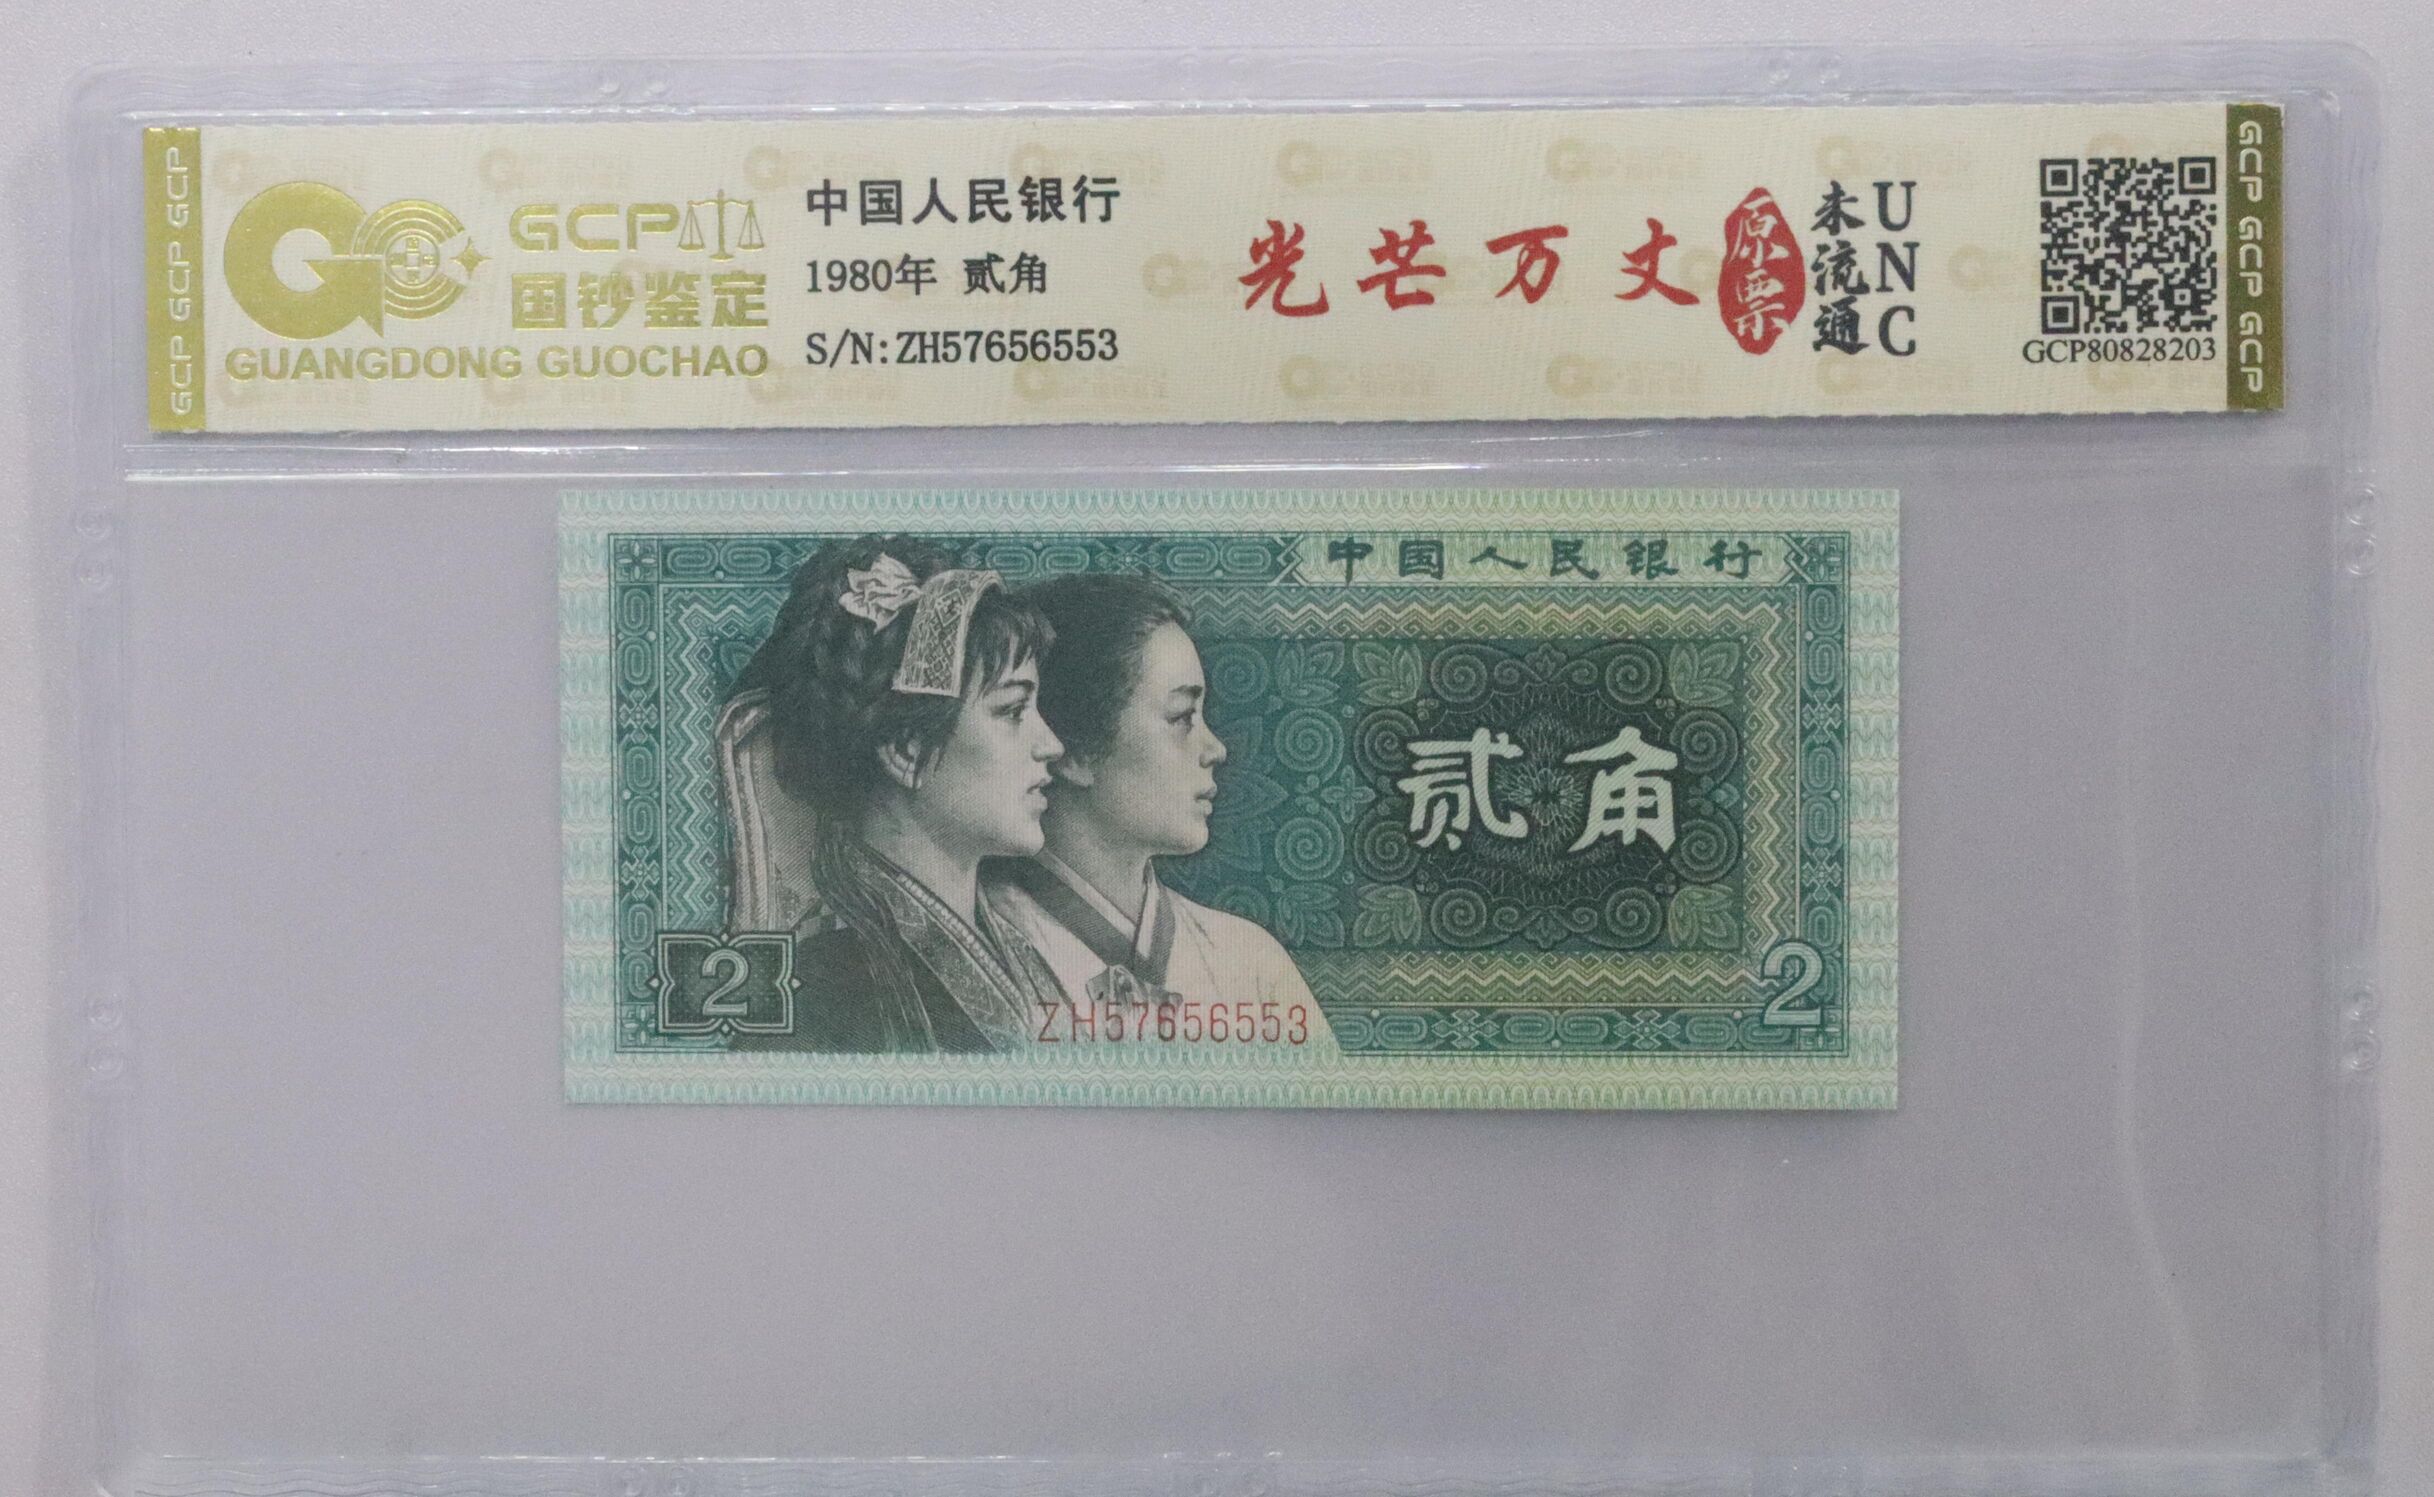 GCP GCP GCP
GCP
国钞鉴定
GUANGDONG GUOCHAO
中国人民银行
1980年 贰角
S/N:ZH57656553
光芒万丈
原票
未流通
UNC
GCP80828203
GCP GCP GCP
中国人民银行
贰角
2
2
ZH57656553